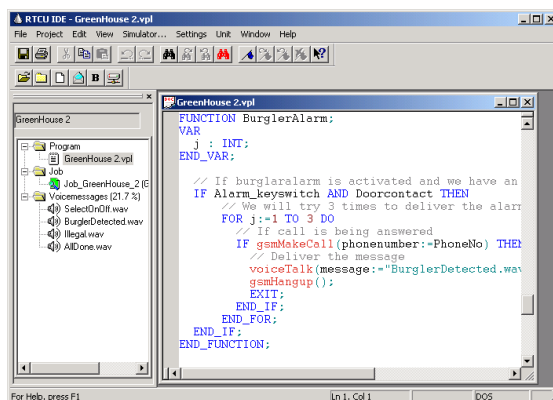 RTCU IDE - GreenHouse 2.vpl
File Project Edit View Simulator... Settings Unit Window Help
B
GreenHouse 2
Program
GreenHouse 2.vpl
Job
Job_GreenHouse_2 (G
Voicemessages (21.7 %)
SelectOnOff.wav
BurglerDetected.wav
Illegal.wav
AllDone.wav
GreenHouse 2.vpl
FUNCTION BurglerAlarm;
VAR
j : INT;
END_VAR;
// If burglaralarm is activated and we have an
IF Alarm_keyswitch AND Doorcontact THEN
// We will try 3 times to deliver the alarm
FOR j:=1 TO 3 DO
// If call is being answered
IF gsmMakeCall(phonenumber:=PhoneNo) THEN
// Deliver the message
voiceTalk(message:="BurglerDetected.wav
gsmHangup();
EXIT;
END_IF;
END_FOR;
END_IF;
END_FUNCTION;
For Help, press F1
Ln 1, Col 1
DOS